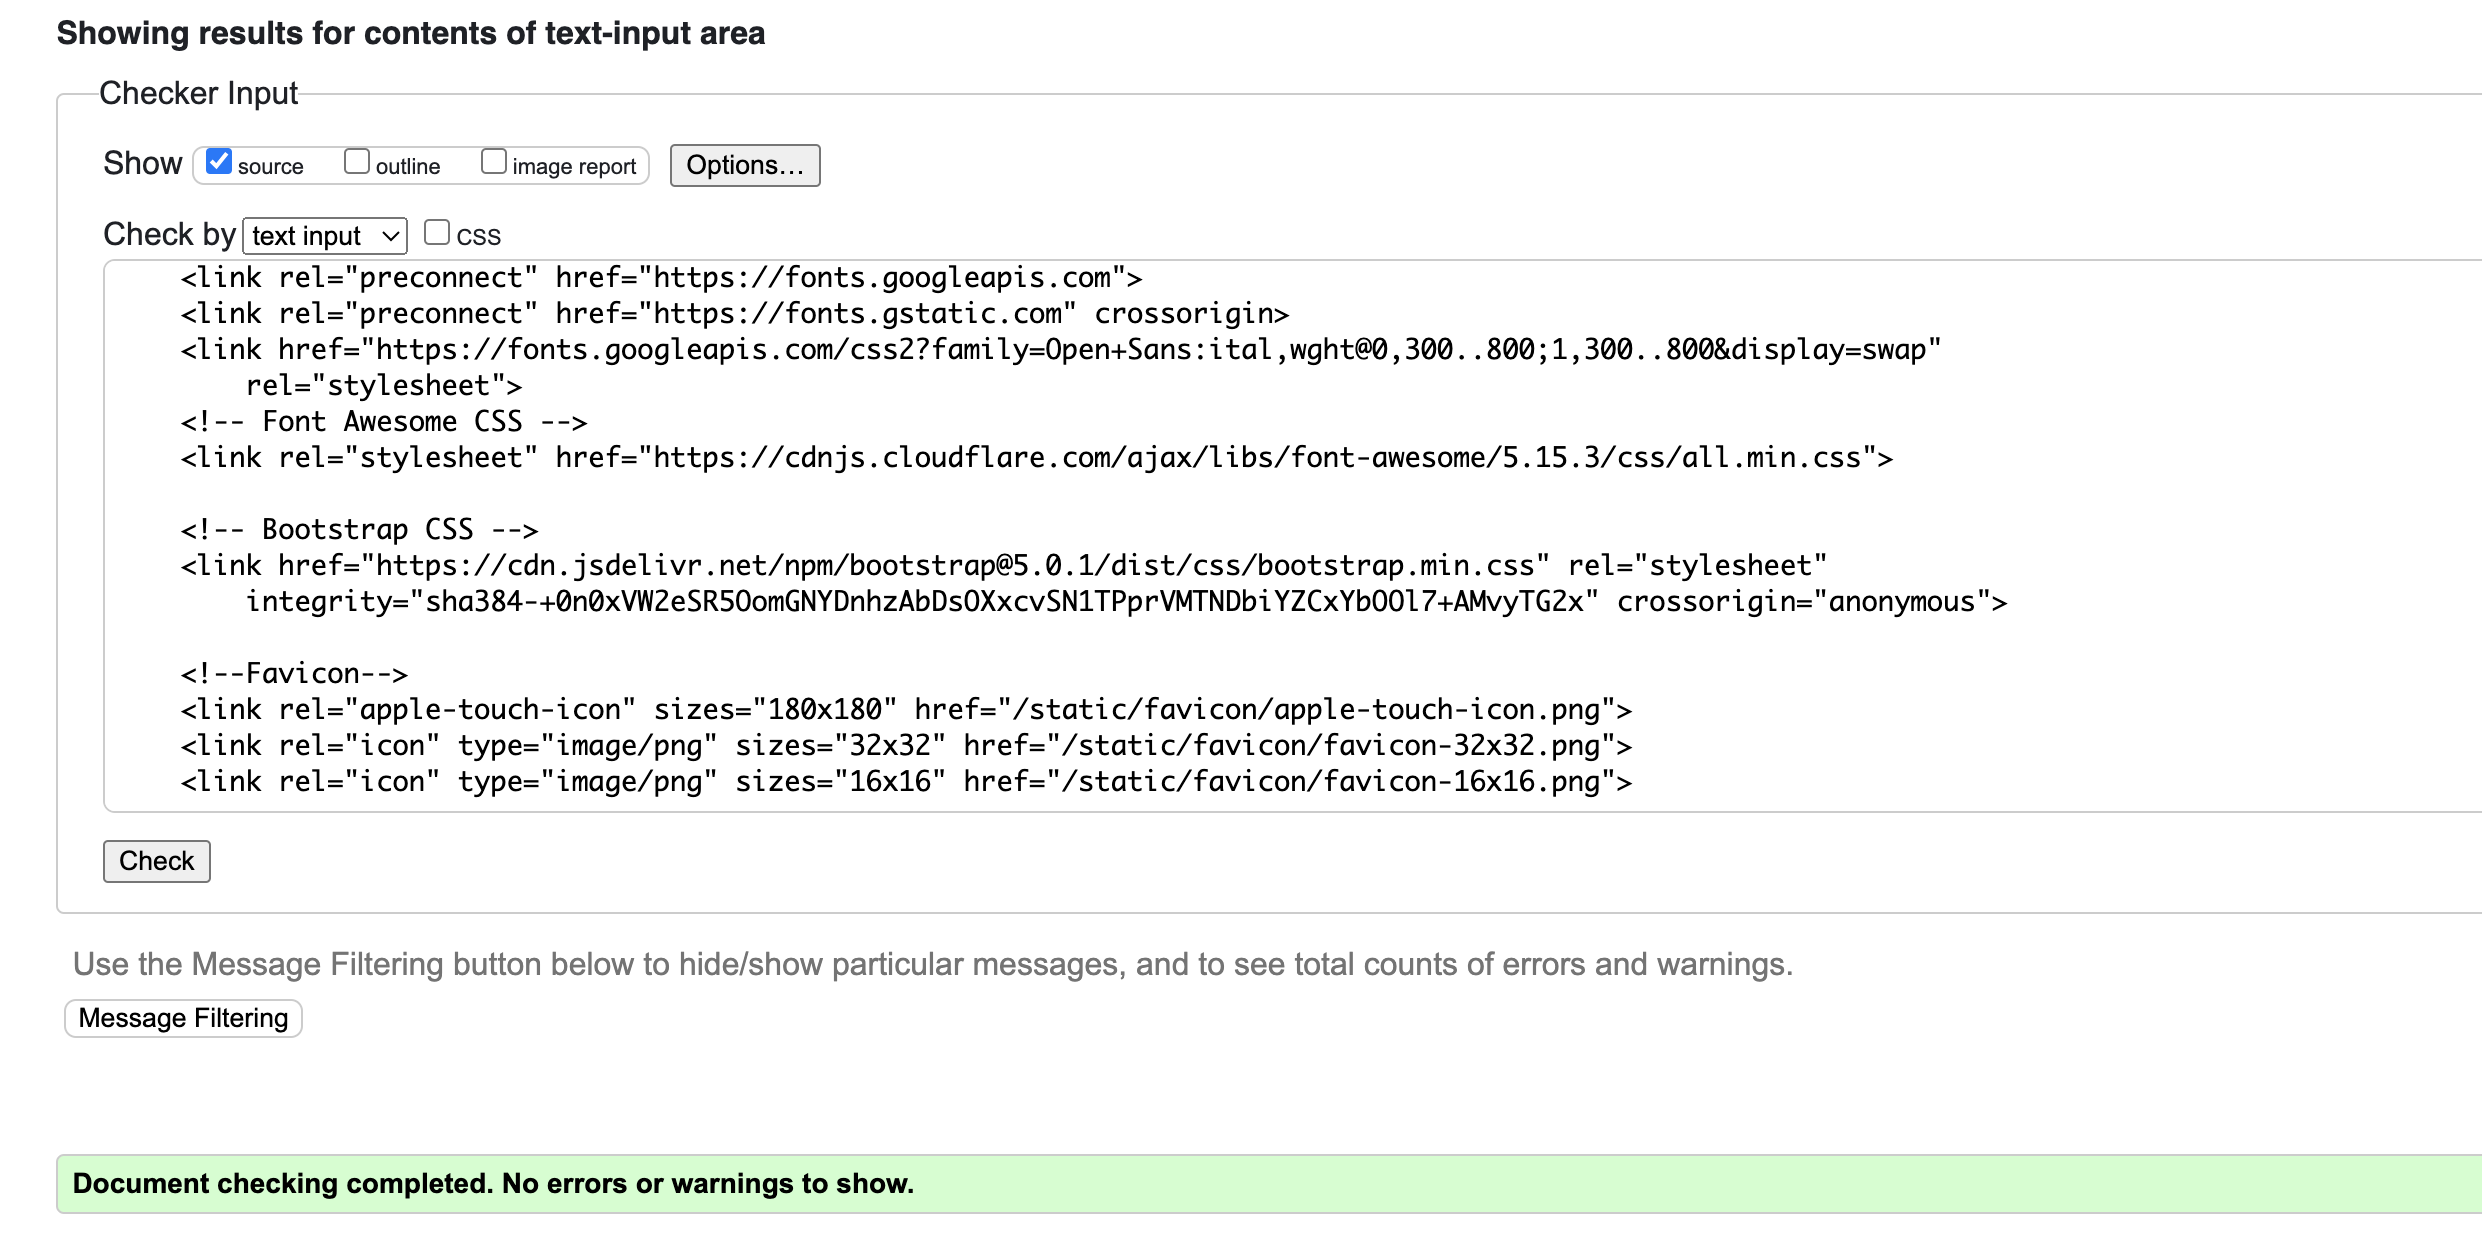 Showing results for contents of text-input area
Checker Input
Show source outline image report Options...
Check by text input CSS
<link rel="preconnect" href="https://fonts.googleapis.com">
<link rel="preconnect" href="https://fonts.gstatic.com" crossorigin>
<link href="https://fonts.googleapis.com/css2?family=Open+Sans:ital,wght@0,300..800;1,300..800&display=swap"
rel="stylesheet">
<!-- Font Awesome CSS -->
<link rel="stylesheet" href="https://cdnjs.cloudflare.com/ajax/libs/font-awesome/5.15.3/css/all.min.css">
<!-- Bootstrap CSS -->
<link href="https://cdn.jsdelivr.net/npm/bootstrap@5.0.1/dist/css/bootstrap.min.css" rel="stylesheet"
integrity="sha384-+0n0xVW2eSR5OomGNYDnhzAbDsOXxcvSN1TPprVMTNDbiYZCxYbOOl7+AMvyTG2x" crossorigin="anonymous">
<!--Favicon-->
<link rel="apple-touch-icon" sizes="180x180" href="/static/favicon/apple-touch-icon.png">
<link rel="icon" type="image/png" sizes="32x32" href="/static/favicon/favicon-32x32.png">
<link rel="icon" type="image/png" sizes="16x16" href="/static/favicon/favicon-16x16.png">
Check
Use the Message Filtering button below to hide/show particular messages, and to see total counts of errors and warnings.
Message Filtering
Document checking completed. No errors or warnings to show.